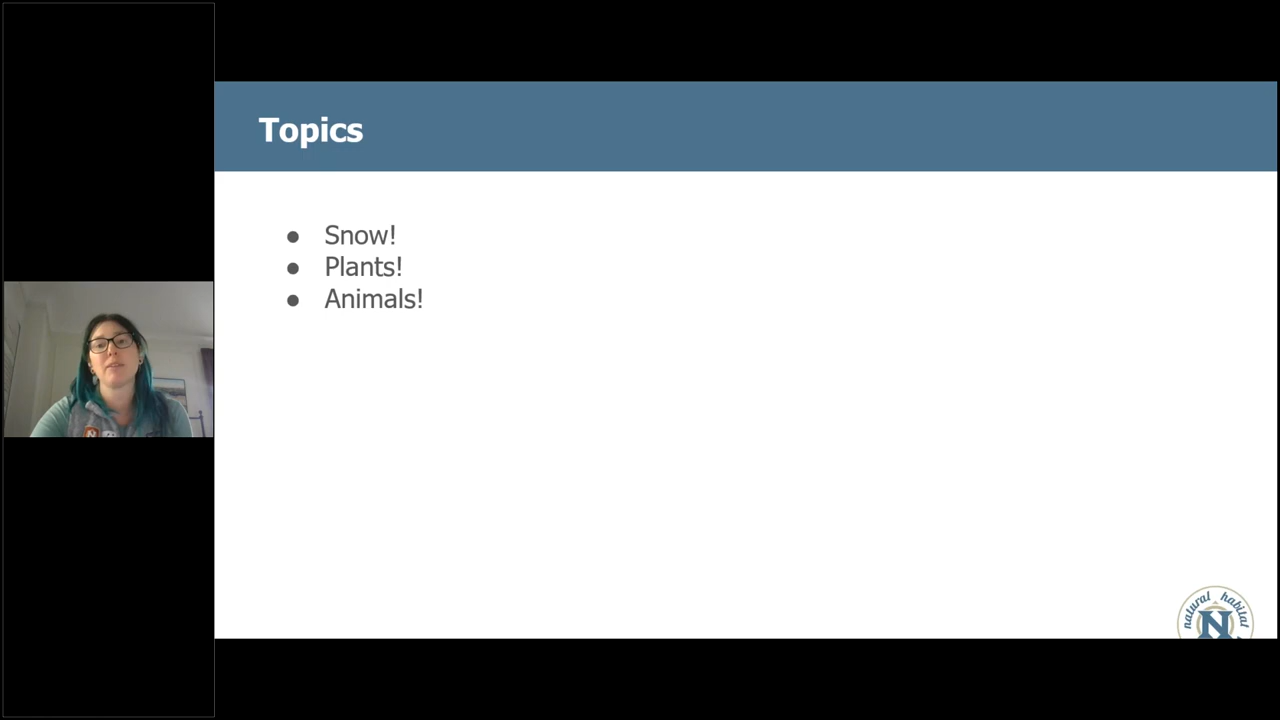 Topics
● Snow!
● Plants!
● Animals!
natural habitat
N